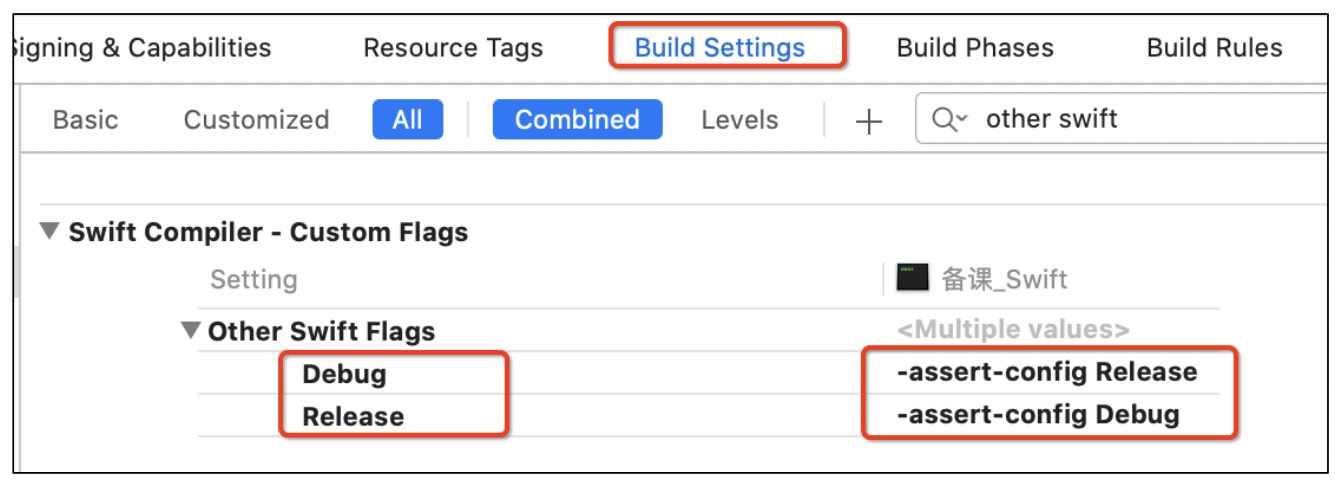 igning & Capabilities Resource Tags Build Settings Build Phases Build Rules
Basic Customized All Combined Levels + other swift
Swift Compiler - Custom Flags
Setting 备课_Swift
Other Swift Flags <Multiple values>
Debug -assert-config Release
Release -assert-config Debug